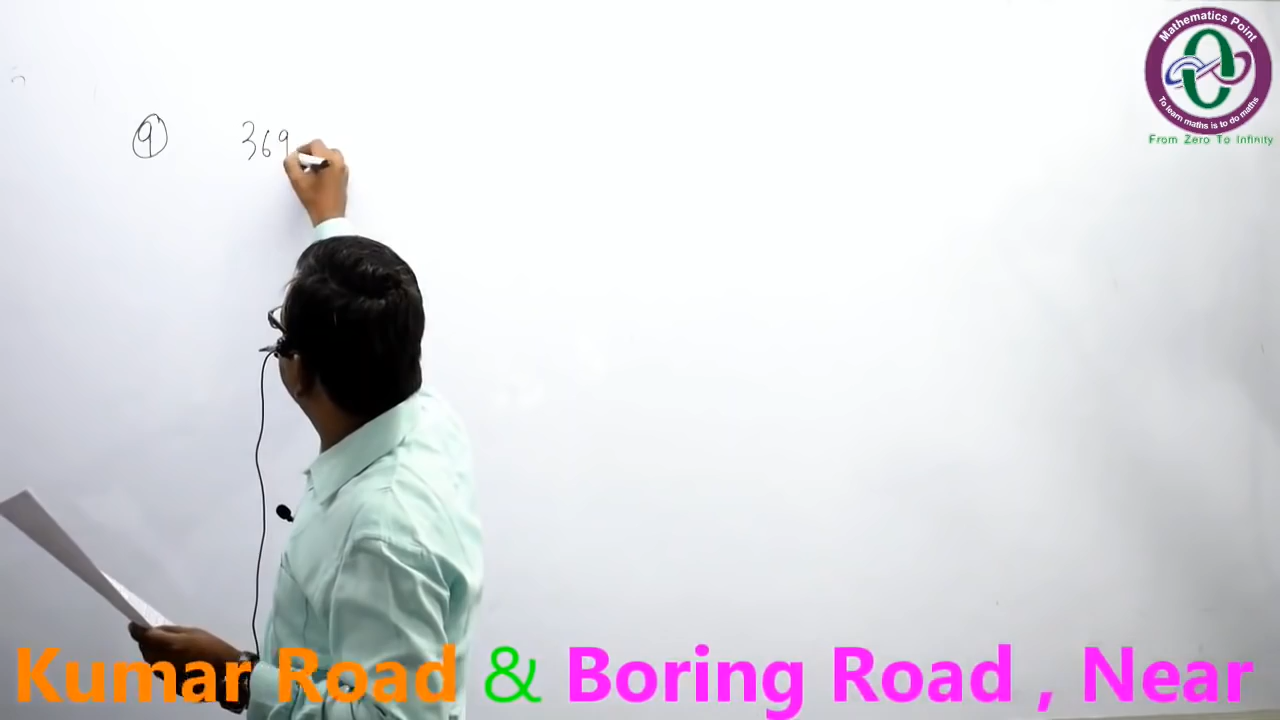 Mathematics Point
To learn maths is to do maths
From Zero To Infinity
9 369
Kumar Road & Boring Road , Near